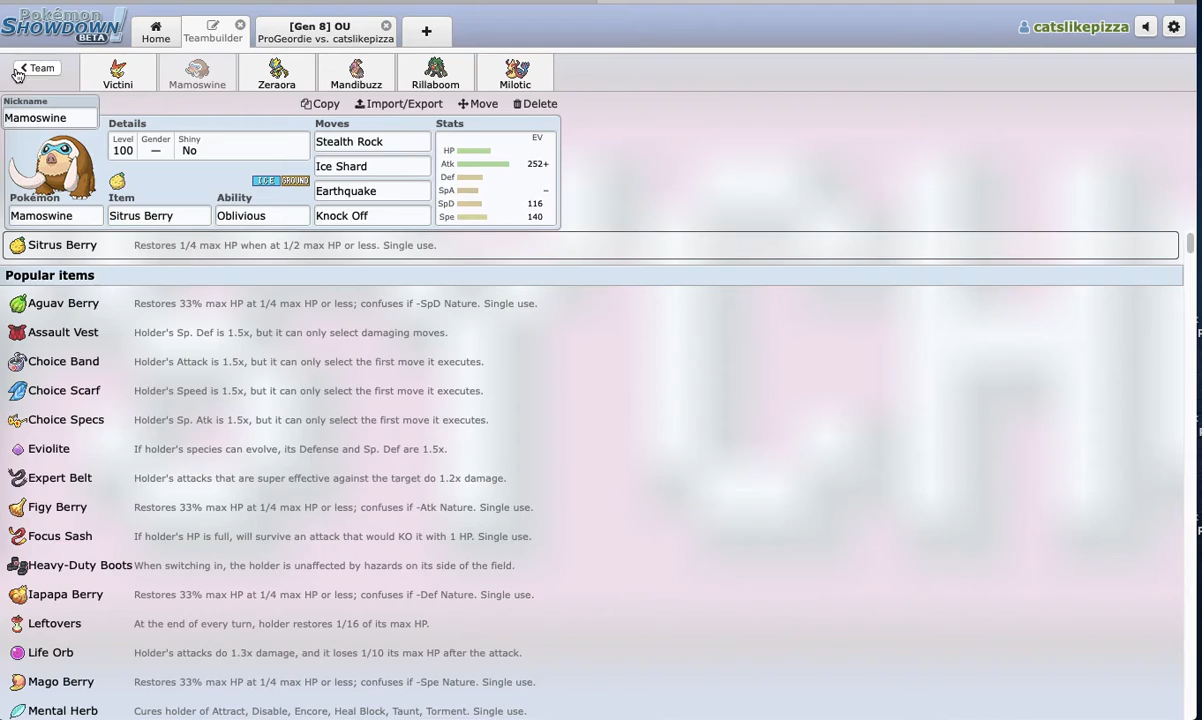 Pokémon
SHOWDOWN!
BETA
Home
Teambuilder
[Gen 8] OU
ProGeordie vs. catslikepizza
+
catslikepizza
Team
Victini
Mamoswine
Zeraora
Mandibuzz
Rillaboom
Milotic
Copy Import/Export Move Delete
Nickname
Mamoswine
Details
Level Gender Shiny
100 — No
ICE GROUND
Pokémon Item Ability
Mamoswine Sitrus Berry Oblivious
Moves
Stealth Rock
Ice Shard
Earthquake
Knock Off
Stats
EV
HP
Atk 252+
Def
SpA –
SpD 116
Spe 140
Sitrus Berry Restores 1/4 max HP when at 1/2 max HP or less. Single use.
Popular items
Aguav Berry Restores 33% max HP at 1/4 max HP or less; confuses if -SpD Nature. Single use.
Assault Vest Holder's Sp. Def is 1.5x, but it can only select damaging moves.
Choice Band Holder's Attack is 1.5x, but it can only select the first move it executes.
Choice Scarf Holder's Speed is 1.5x, but it can only select the first move it executes.
Choice Specs Holder's Sp. Atk is 1.5x, but it can only select the first move it executes.
Eviolite If holder's species can evolve, its Defense and Sp. Def are 1.5x.
Expert Belt Holder's attacks that are super effective against the target do 1.2x damage.
Figy Berry Restores 33% max HP at 1/4 max HP or less; confuses if -Atk Nature. Single use.
Focus Sash If holder's HP is full, will survive an attack that would KO it with 1 HP. Single use.
Heavy-Duty Boots When switching in, the holder is unaffected by hazards on its side of the field.
Iapapa Berry Restores 33% max HP at 1/4 max HP or less; confuses if -Def Nature. Single use.
Leftovers At the end of every turn, holder restores 1/16 of its max HP.
Life Orb Holder's attacks do 1.3x damage, and it loses 1/10 its max HP after the attack.
Mago Berry Restores 33% max HP at 1/4 max HP or less; confuses if -Spe Nature. Single use.
Mental Herb Cures holder of Attract, Disable, Encore, Heal Block, Taunt, Torment. Single use.